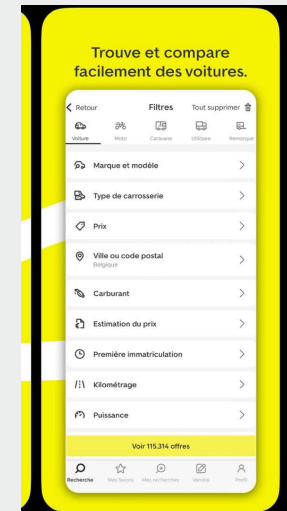 Trouve et compare
facilement des voitures.
Retour Filtres Tout supprimer
Voiture Moto Caravane Utilitaire Remorque
Marque et modèle
Type de carrosserie
Prix
Ville ou code postal
Belgique
Carburant
Estimation du prix
Première immatriculation
Kilométrage
Puissance
Voir 115.314 offres
Recherche Mes favoris Mes recherches Vendre Profil